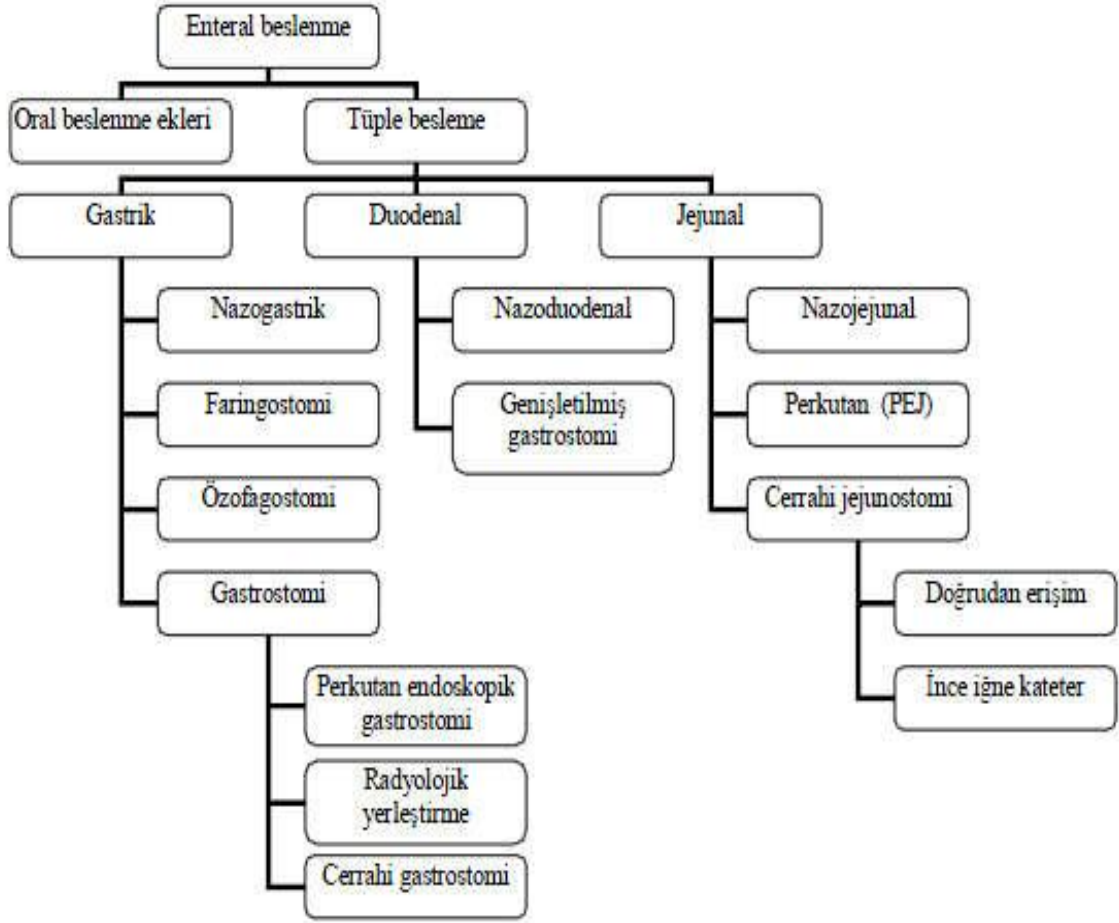 Enteral beslenme
Oral beslenme ekleri
Tüple besleme
Gastrik
Duodenal
Jejunal
Nazogastrik
Nazoduodenal
Nazojejunal
Faringostomi
Genişletilmiş
gastrostomi
Perkutan (PEJ)
Özofagostomi
Cerrahi jejunostomi
Gastrostomi
Doğrudan erişim
Perkutan endoskopik
gastrostomi
İnce iğne kateter
Radyolojik
yerleştirme
Cerrahi gastrostomi